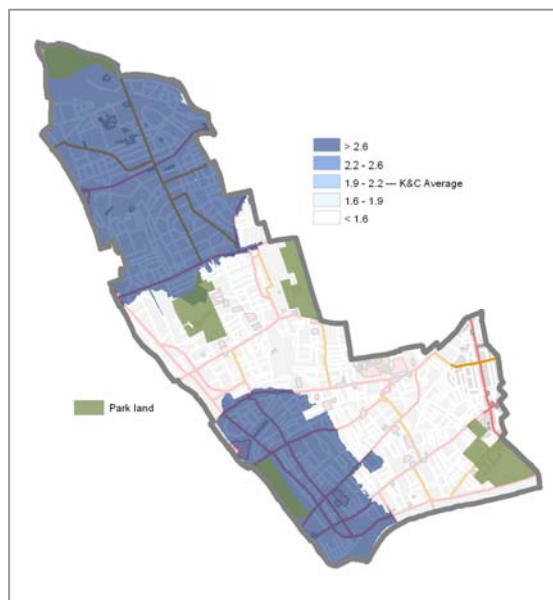 > 2.6
2.2 - 2.6
1.9 - 2.2 --- K&C Average
1.6 - 1.9
< 1.6
Park land